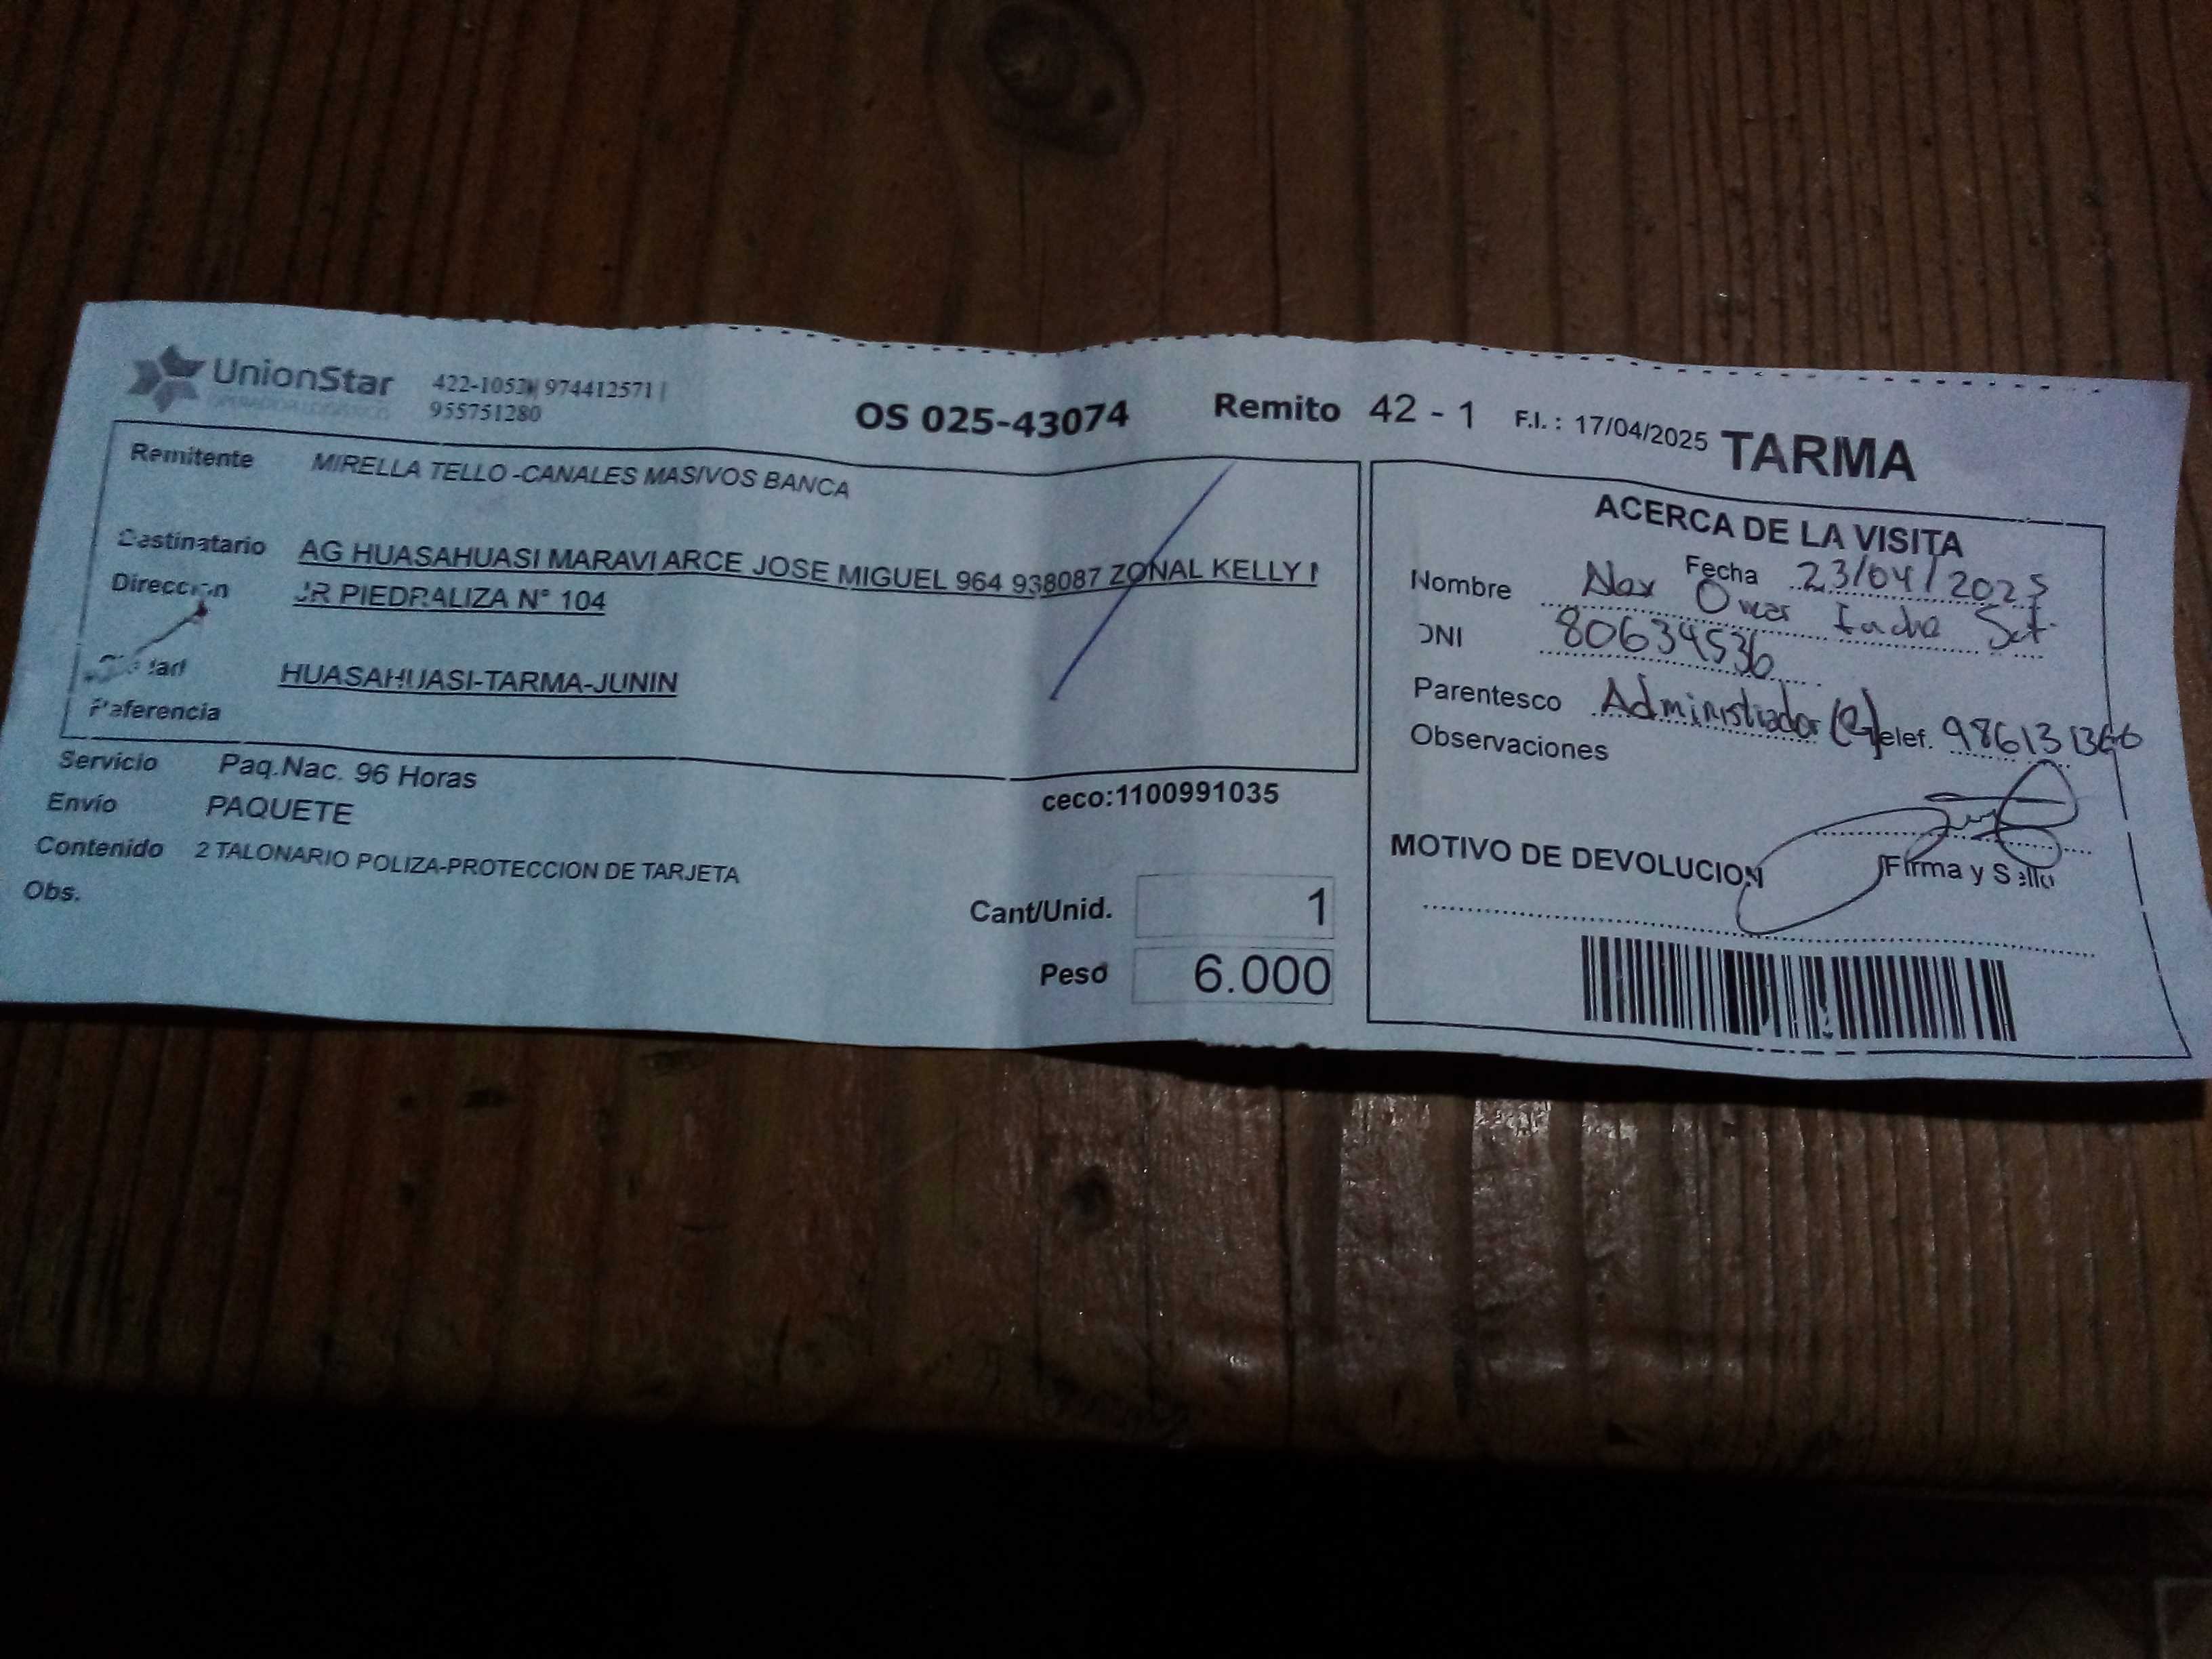 UnionStar
422-1052 | 974412571 |
955751280
OS 025-43074
Remito 42 - 1
F.I. : 17/04/2025
TARMA
Remitente MIRELLA TELLO -CANALES MASIVOS BANCA
Destinatario AG HUASAHUASI MARAVI ARCE JOSE MIGUEL 964 938087 ZONAL KELLY
Dirección JR PIEDRALIZA N° 104
HUASAHUASI-TARMA-JUNIN
Referencia
Servicio Paq.Nac. 96 Horas
Envío PAQUETE
ceco:1100991035
Contenido 2 TALONARIO POLIZA-PROTECCION DE TARJETA
Obs.
Cant/Unid. 1
Peso 6.000
ACERCA DE LA VISITA
Fecha 23/04/2025
Nombre Omar
DNI 80634536
Parentesco Administrador (e) Telef. 986131366
Observaciones
MOTIVO DE DEVOLUCION
Firma y Sello